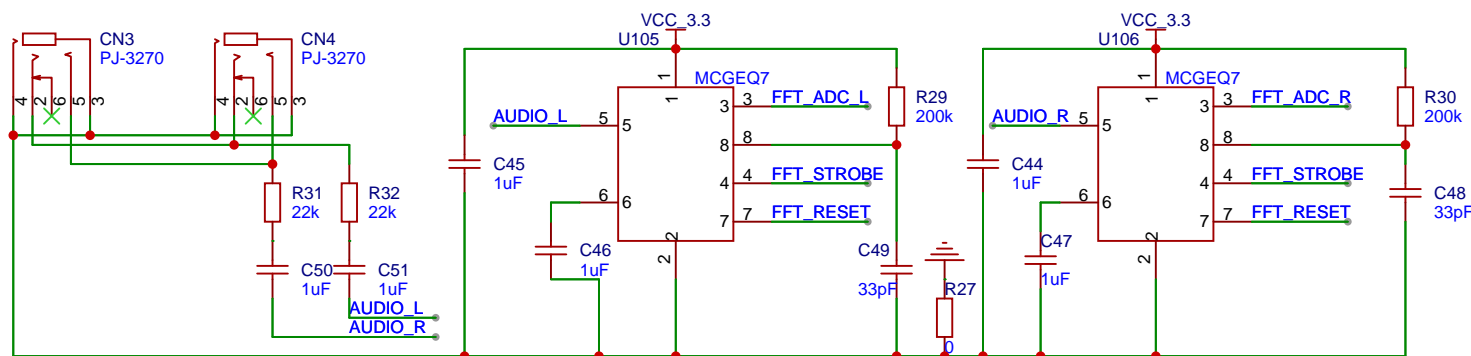 CN3
PJ-3270
4 2 6 5 3
CN4
PJ-3270
4 2 6 5 3
R31
22k
R32
22k
C50
1uF
C51
1uF
AUDIO_L
AUDIO_R
VCC_3.3
U105
MCGEQ7
1
1
AUDIO_L
5
5
6
6
2
2
3
3
FFT_ADC_L
8
8
4
4
FFT_STROBE
7
7
FFT_RESET
C45
1uF
C46
1uF
R29
200k
C49
33pF
R27
0
VCC_3.3
U106
MCGEQ7
1
1
AUDIO_R
5
5
6
6
2
2
3
3
FFT_ADC_R
8
8
4
4
FFT_STROBE
7
7
FFT_RESET
C44
1uF
C47
1uF
R30
200k
C48
33pF